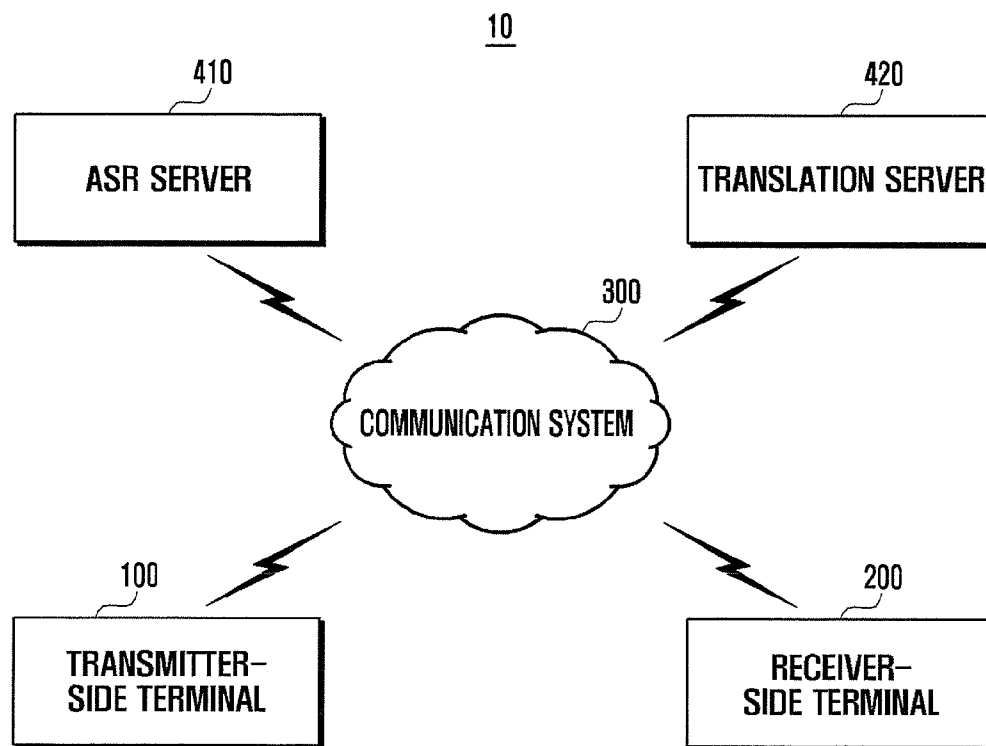 10
410
420
ASR SERVER
TRANSLATION SERVER
300
COMMUNICATION SYSTEM
100
200
TRANSMITTER-
SIDE TERMINAL
RECEIVER-
SIDE TERMINAL